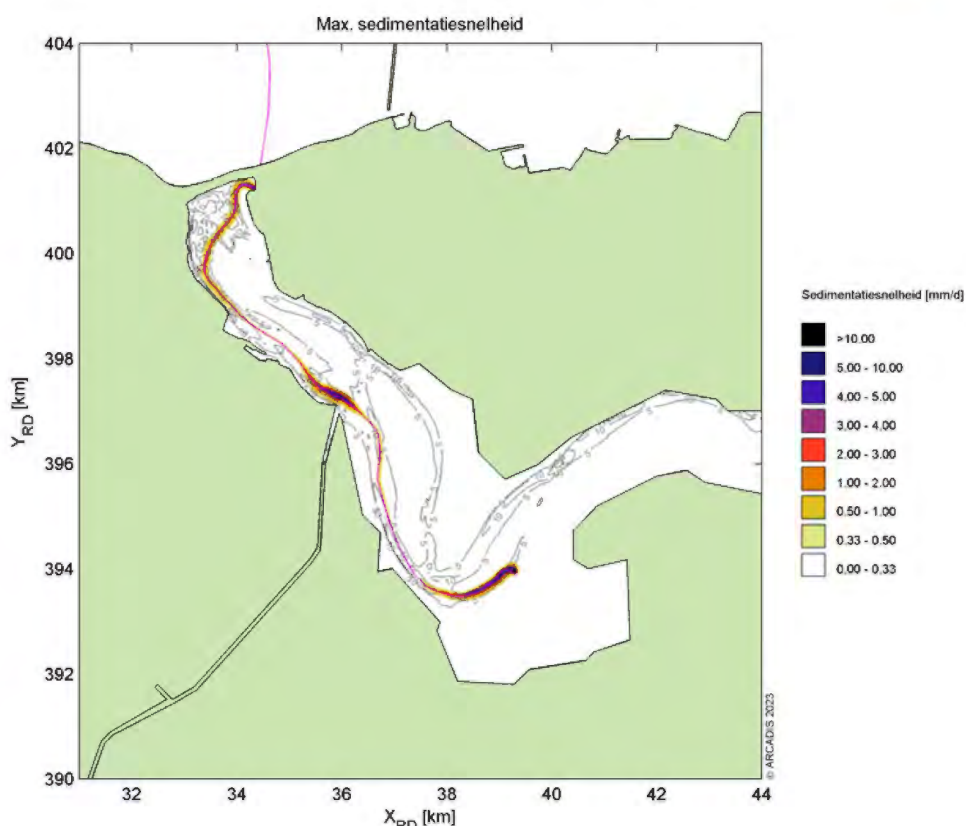 Max. sedimentatiesnelheid
404
402
400
398
396
394
392
390
Y_RD [km]
32
34
36
38
40
42
44
X_RD [km]
Sedimentatiesnelheid [mm/d]
>10.00
5.00 - 10.00
4.00 - 5.00
3.00 - 4.00
2.00 - 3.00
1.00 - 2.00
0.50 - 1.00
0.33 - 0.50
0.00 - 0.33
© ARCADIS 2023